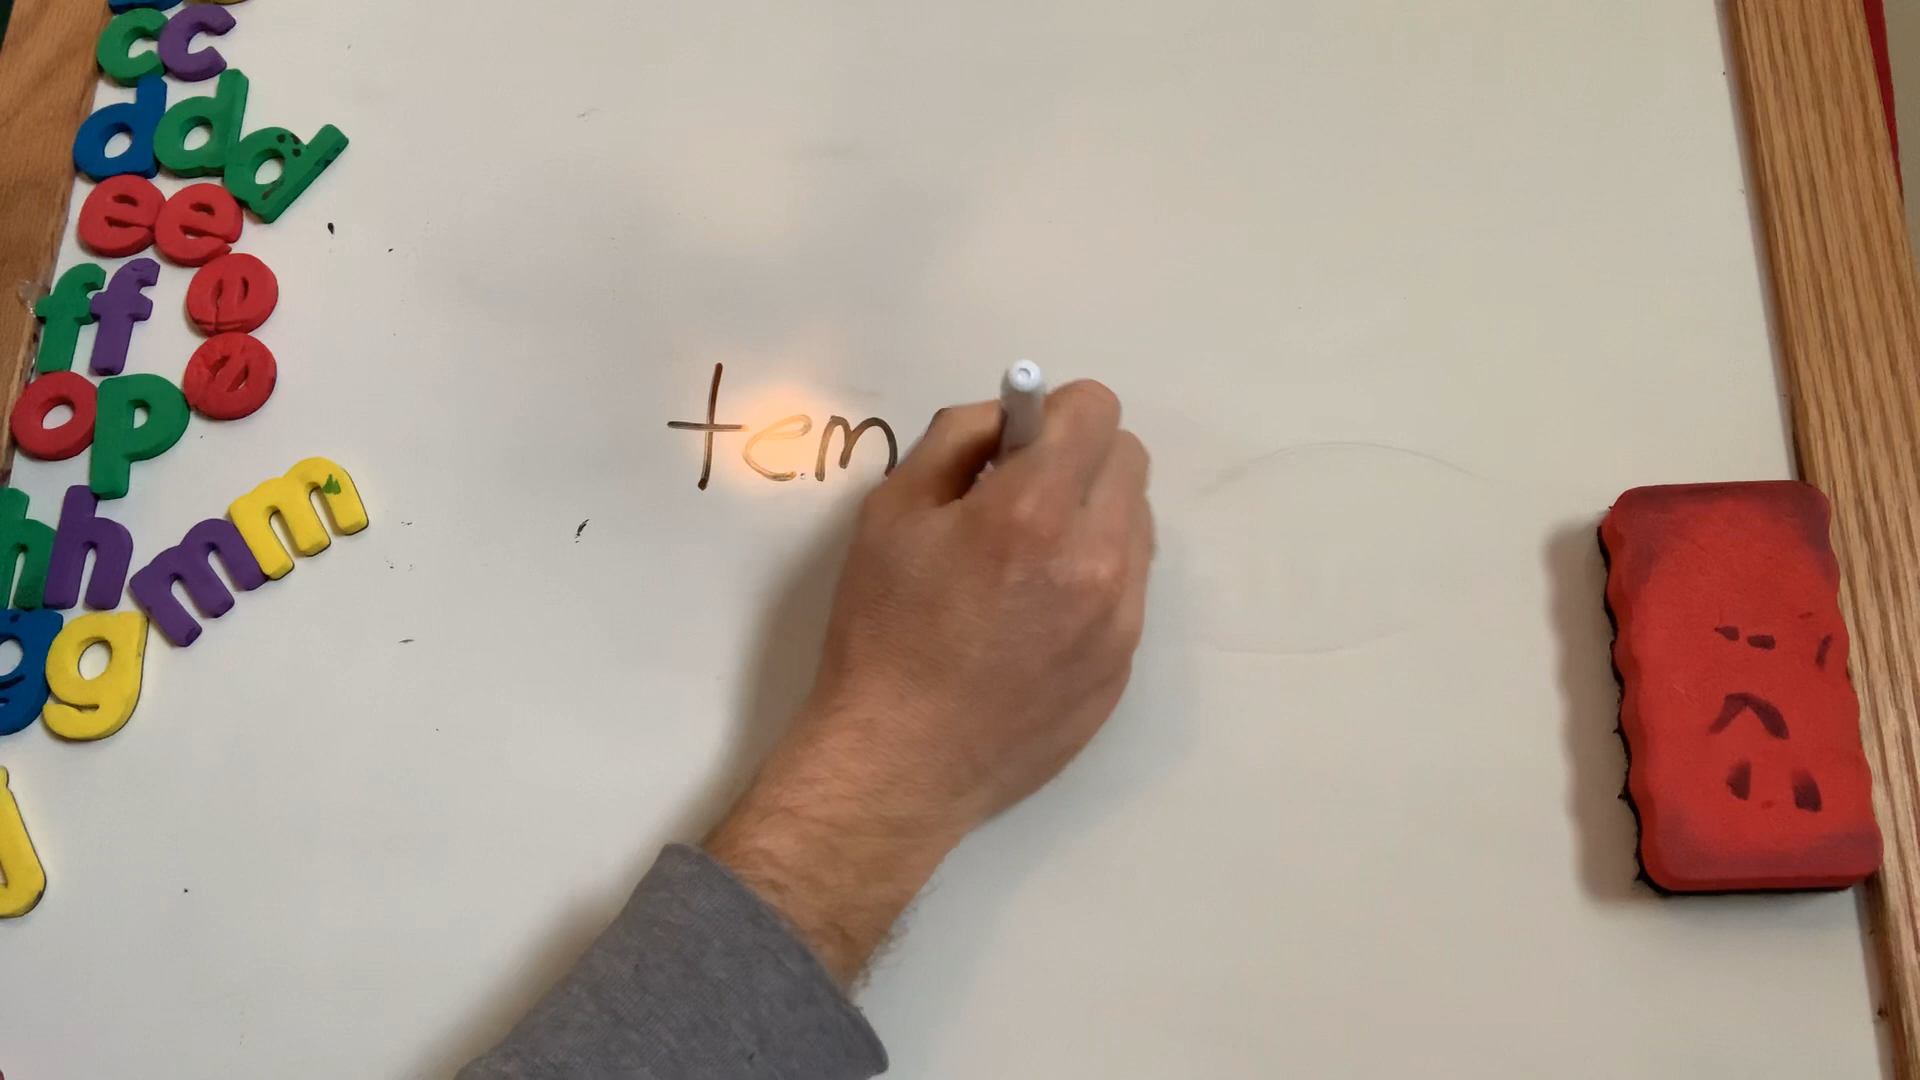 c c
d d d
e e
f f e
o p e
h h m m
g g
j
tem